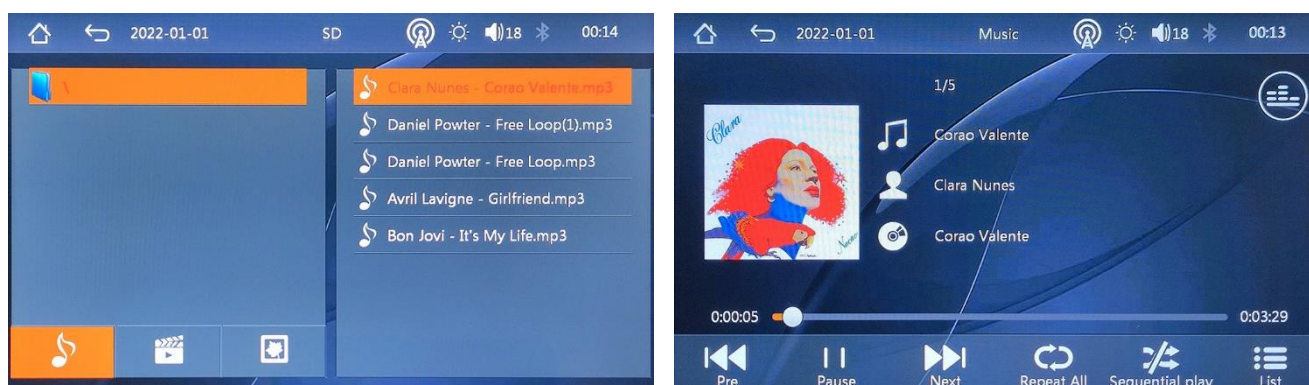 2022-01-01 SD 18 00:14
\
Clara Nunes - Corao Valente.mp3
Daniel Powter - Free Loop(1).mp3
Daniel Powter - Free Loop.mp3
Avril Lavigne - Girlfriend.mp3
Bon Jovi - It's My Life.mp3
2022-01-01 Music 18 00:13
1/5
Clara
Corao Valente
Clara Nunes
Corao Valente
0:00:05 0:03:29
Pre Pause Next Repeat All Sequential play List